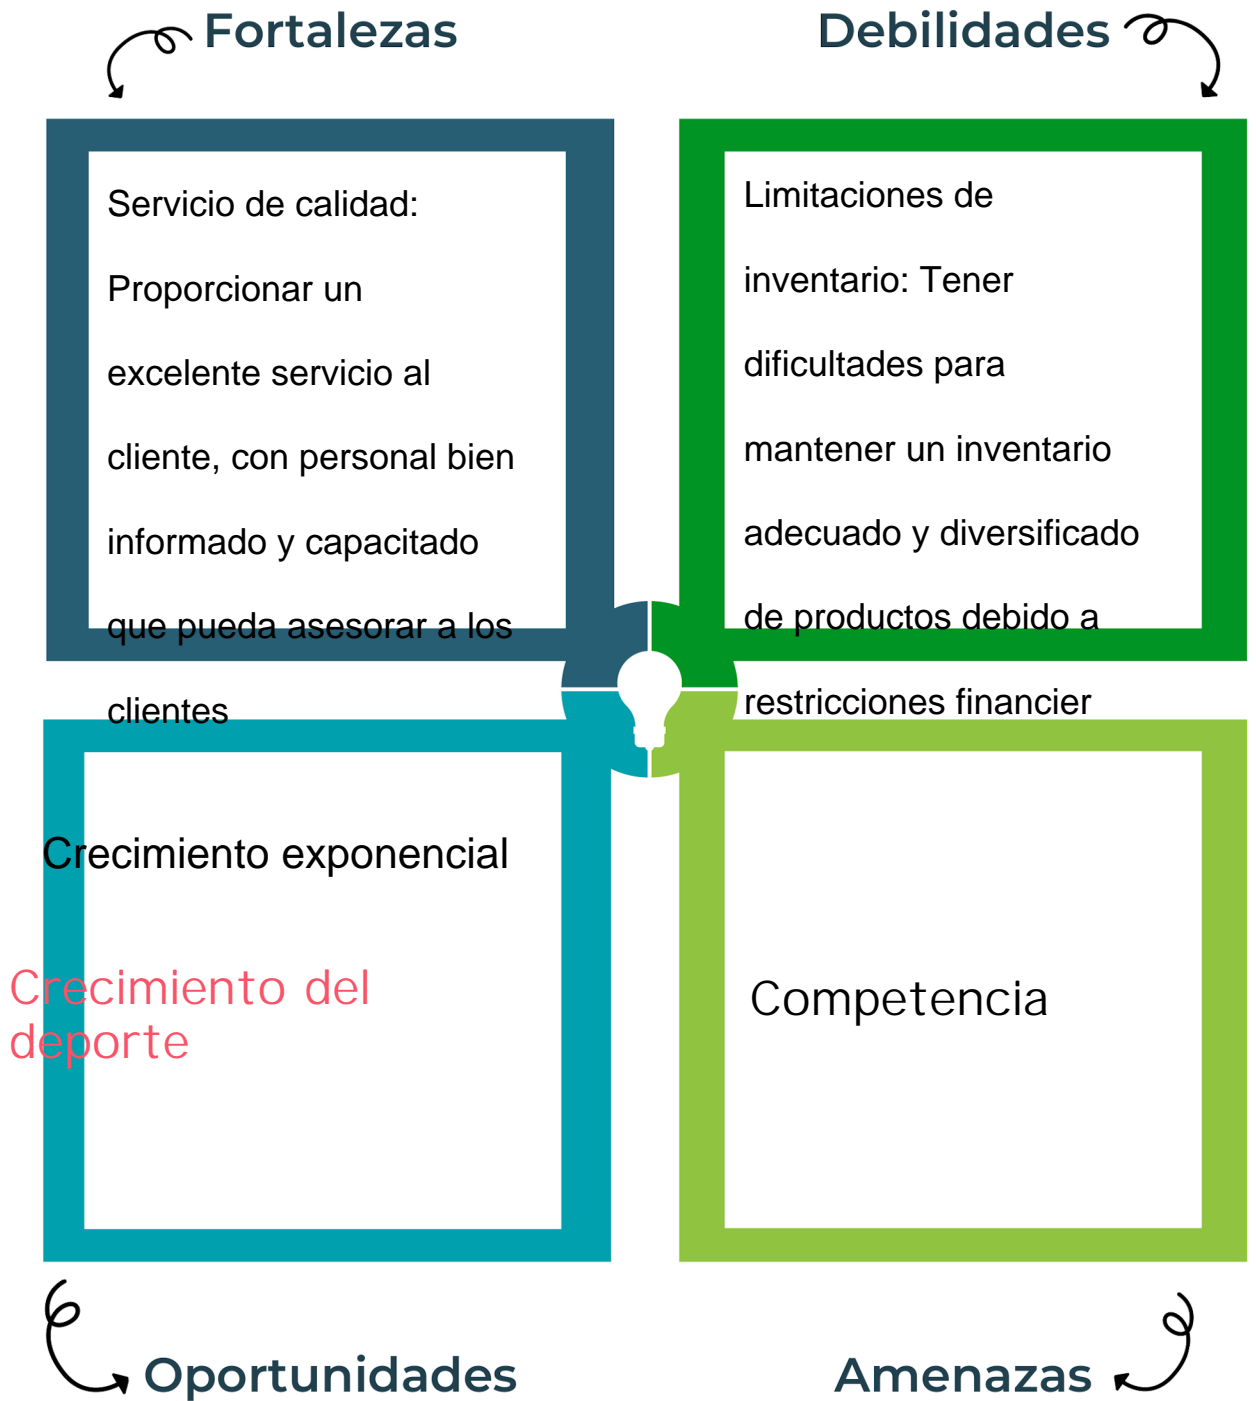 Fortalezas
Servicio de calidad:
Proporcionar un
excelente servicio al
cliente, con personal bien
informado y capacitado
que pueda asesorar a los
clientes
Debilidades
Limitaciones de
inventario: Tener
dificultades para
mantener un inventario
adecuado y diversificado
de productos debido a
restricciones financier
Crecimiento exponencial
Crecimiento del
deporte
Oportunidades
Competencia
Amenazas